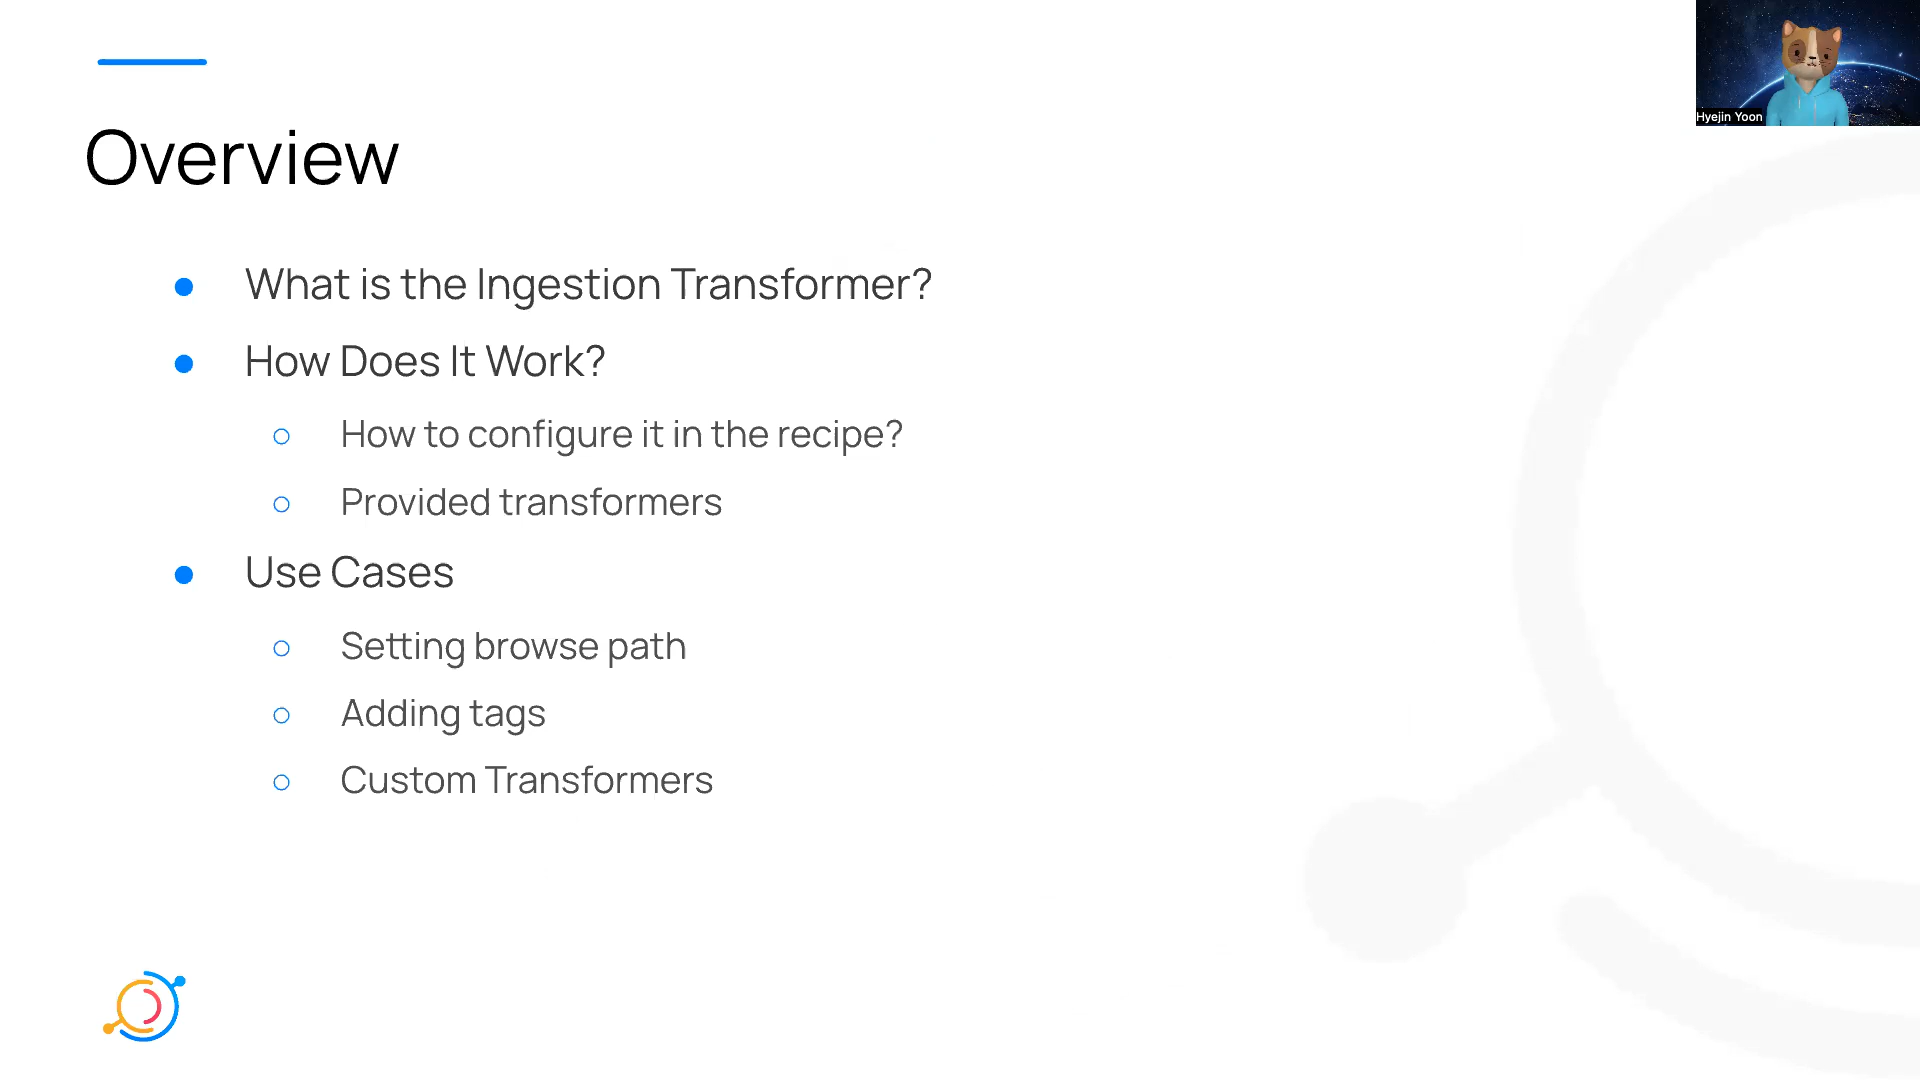 Overview
What is the Ingestion Transformer?
How Does It Work?
How to configure it in the recipe?
Provided transformers
Use Cases
Setting browse path
Adding tags
Custom Transformers
Hyejin Yoon